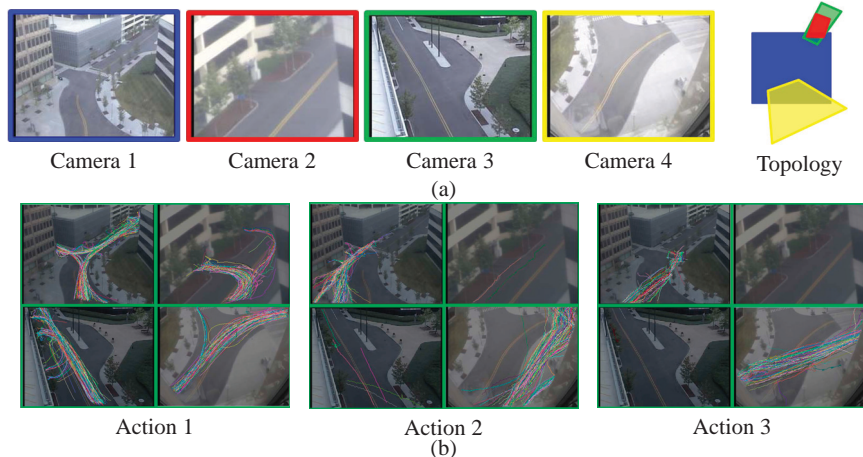 Camera 1
Camera 2
Camera 3
Camera 4
Topology
(a)
Action 1
Action 2
Action 3
(b)